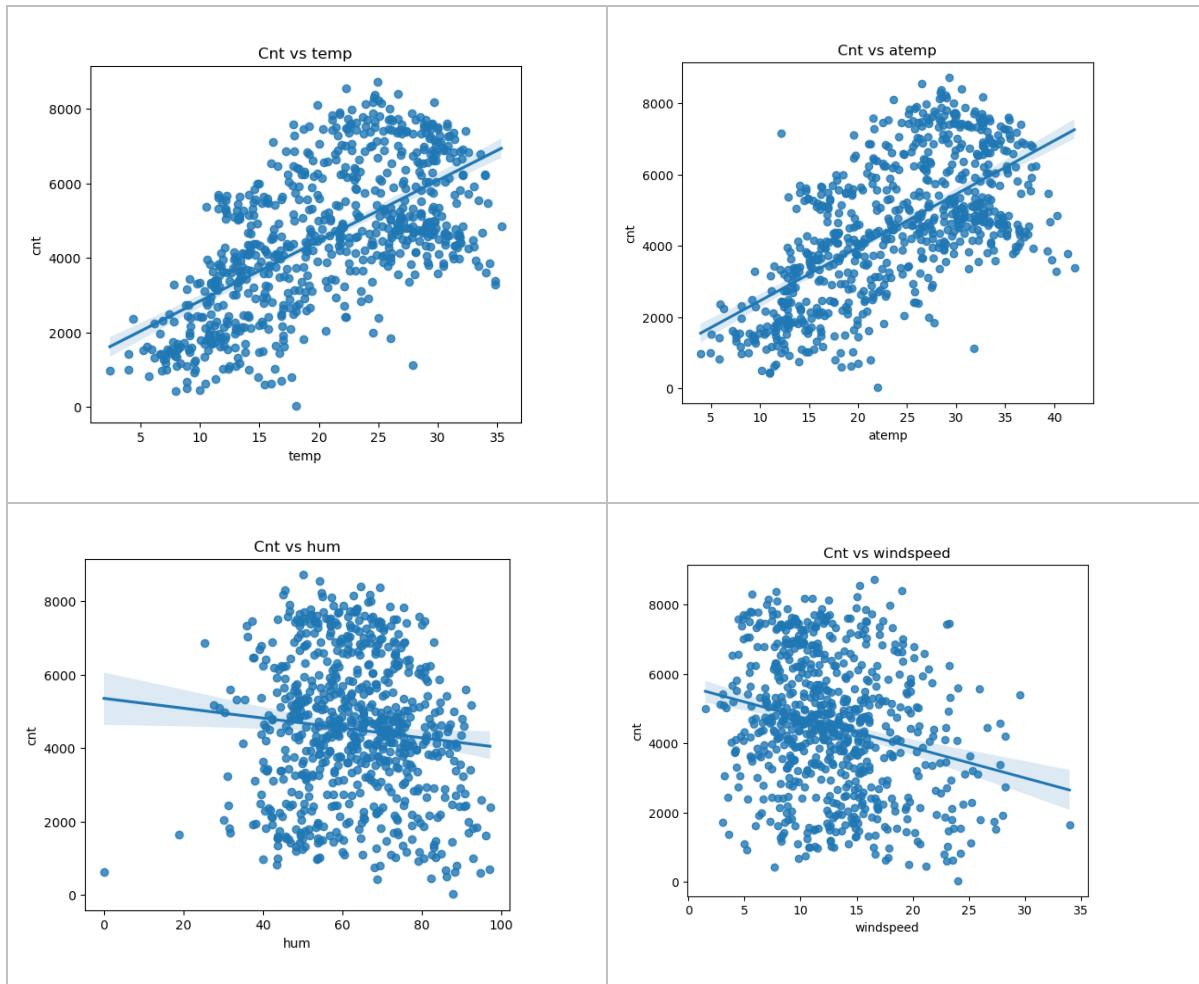 Cnt vs temp
8000
6000
4000
2000
0
cnt
5 10 15 20 25 30 35
temp
Cnt vs atemp
8000
6000
4000
2000
0
cnt
5 10 15 20 25 30 35 40
atemp
Cnt vs hum
8000
6000
4000
2000
0
cnt
0 20 40 60 80 100
hum
Cnt vs windspeed
8000
6000
4000
2000
0
cnt
0 5 10 15 20 25 30 35
windspeed